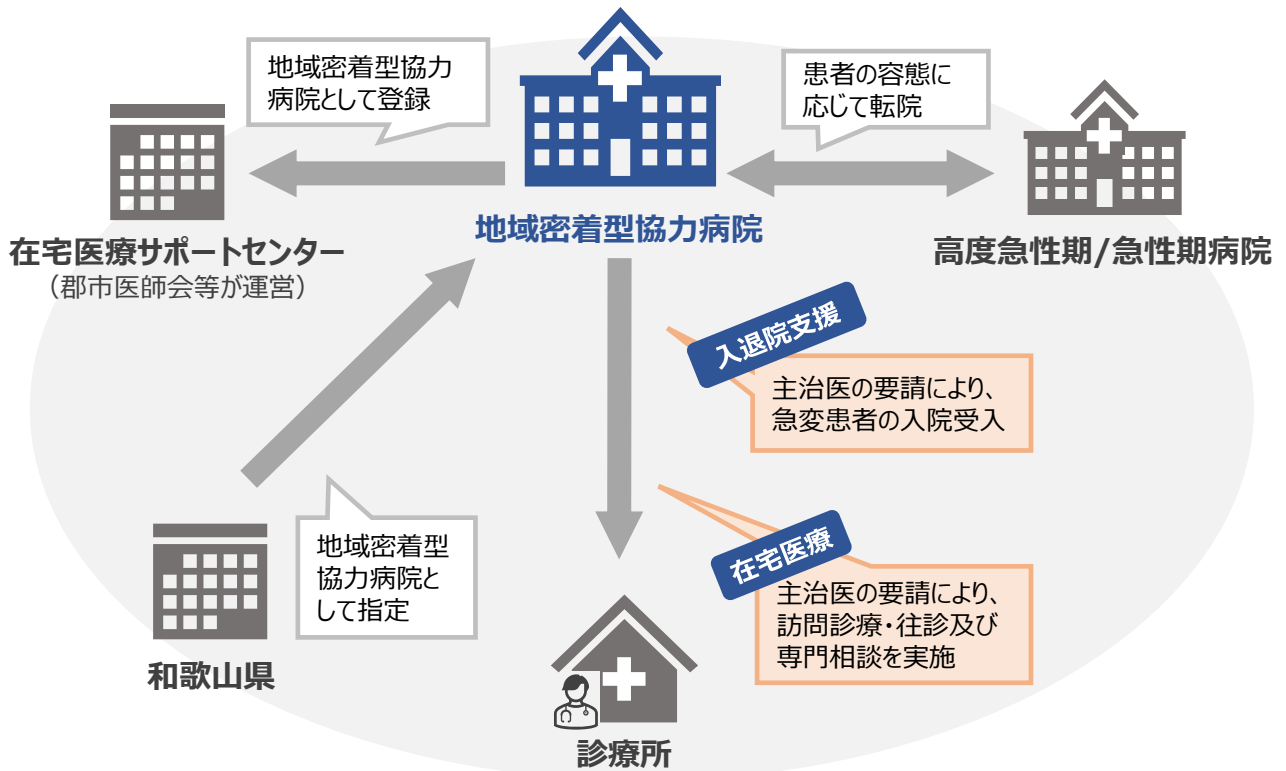 地域密着型協力
病院として登録
患者の容態に
応じて転院
地域密着型協力病院
在宅医療サポートセンター
（郡市医師会等が運営）
高度急性期/急性期病院
入退院支援
主治医の要請により、
急変患者の入院受入
地域密着型
協力病院と
して指定
在宅医療
主治医の要請により、
訪問診療・往診及び
専門相談を実施
和歌山県
診療所